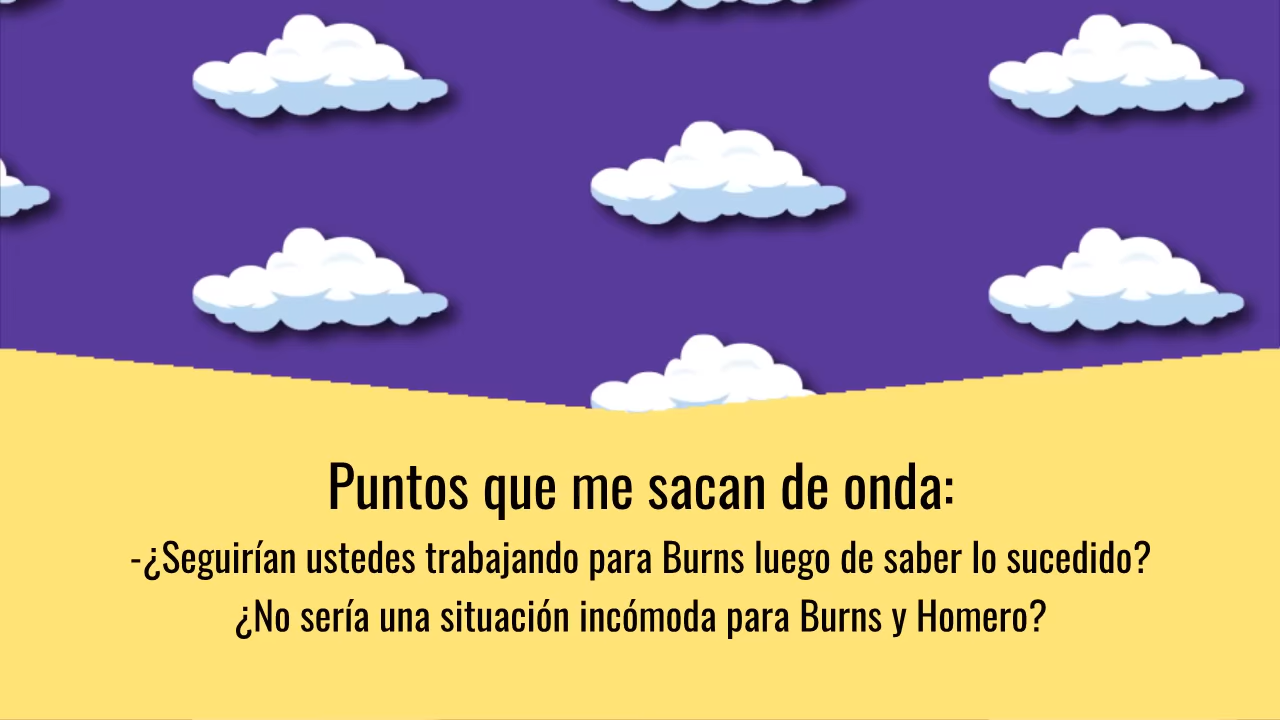 Puntos que me sacan de onda:
-¿Seguirían ustedes trabajando para Burns luego de saber lo sucedido?
¿No sería una situación incómoda para Burns y Homero?